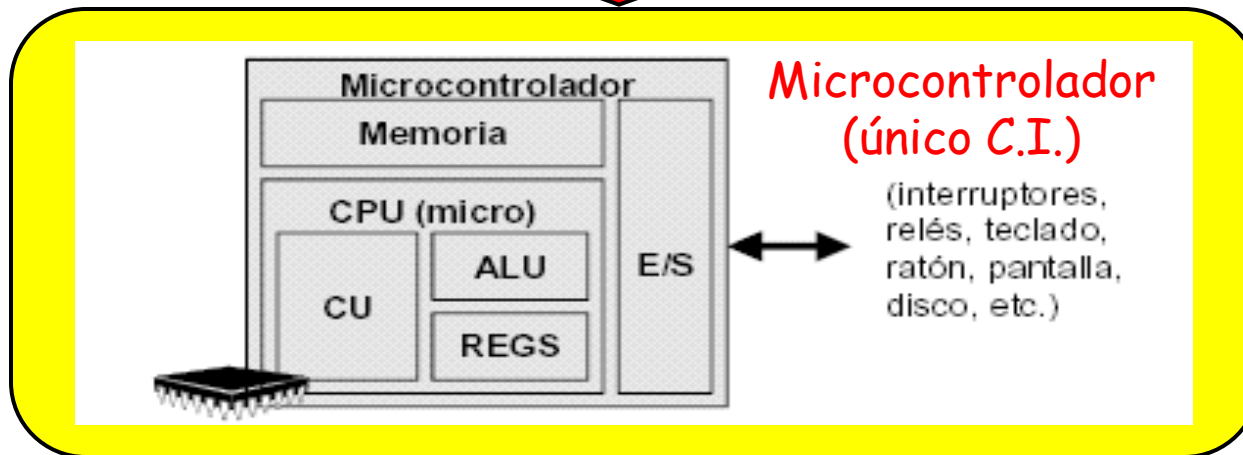 Microcontrolador
Memoria
CPU (micro)
CU
ALU
REGS
E/S
Microcontrolador
(único C.I.)
(interruptores,
relés, teclado,
ratón, pantalla,
disco, etc.)